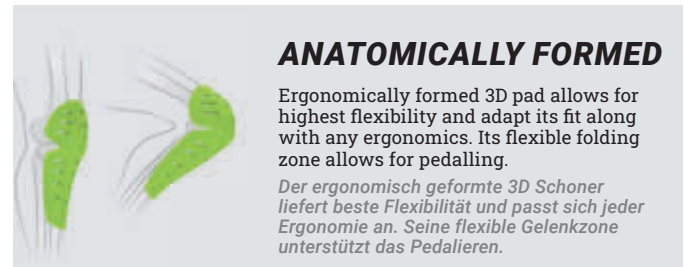 ANATOMICALLY FORMED
Ergonomically formed 3D pad allows for
highest flexibility and adapt its fit along
with any ergonomics. Its flexible folding
zone allows for pedalling.
Der ergonomisch geformte 3D Schoner
liefert beste Flexibilität und passt sich jeder
Ergonomie an. Seine flexible Gelenkzone
unterstützt das Pedalieren.